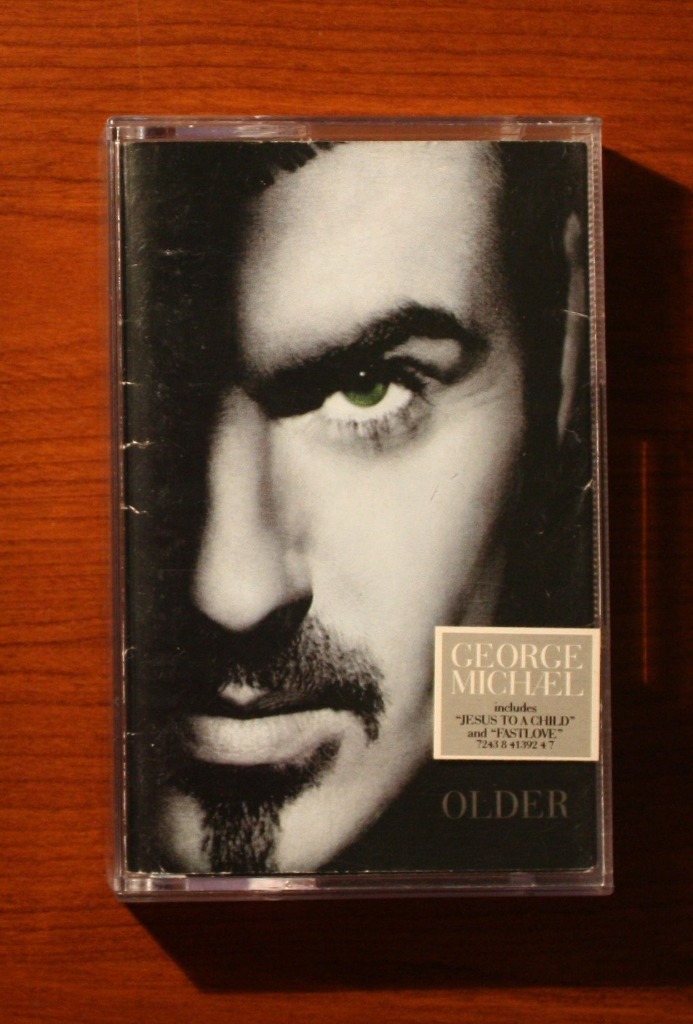 GEORGE
MICHÆL
includes
"JESUS TO A CHILD"
and "FASTLOVE"
7243 8 41392 4 7
OLDER